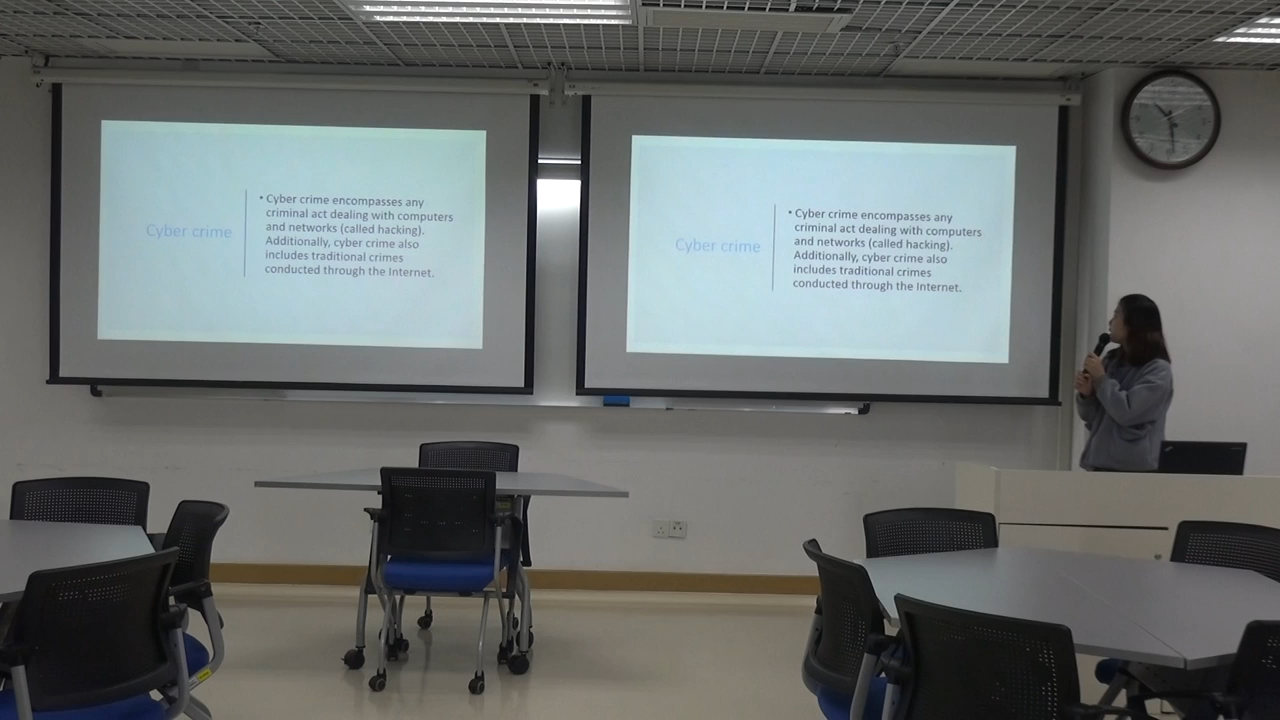 Cyber crime
• Cyber crime encompasses any
criminal act dealing with computers
and networks (called hacking).
Additionally, cyber crime also
includes traditional crimes
conducted through the Internet.
Cyber crime
• Cyber crime encompasses any
criminal act dealing with computers
and networks (called hacking).
Additionally, cyber crime also
includes traditional crimes
conducted through the Internet.